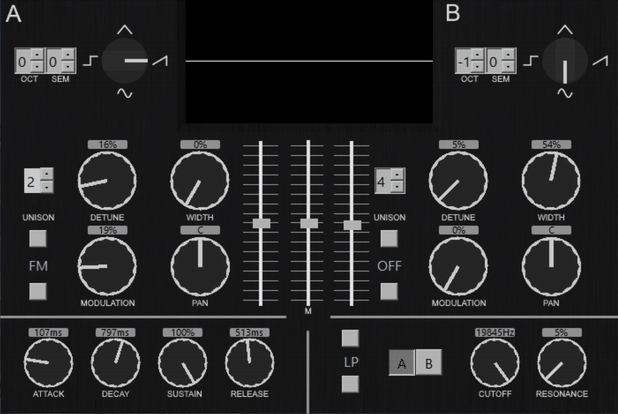 A
B
0 0
OCT SEM
-1 0
OCT SEM
16%
0%
5%
54%
2
4
UNISON
DETUNE
WIDTH
UNISON
DETUNE
WIDTH
19%
C
0%
C
FM
OFF
MODULATION
PAN
MODULATION
PAN
M
107ms
797ms
100%
513ms
19845Hz
5%
LP
A B
ATTACK
DECAY
SUSTAIN
RELEASE
CUTOFF
RESONANCE